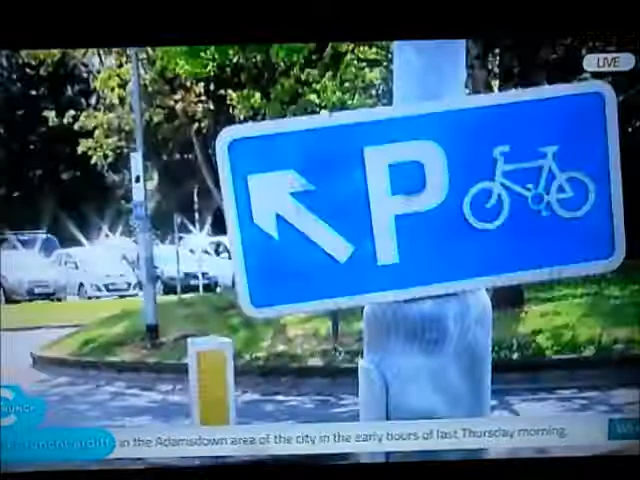 LIVE
P
in the Adamsdown area of the city in the early hours of last Thursday morning.